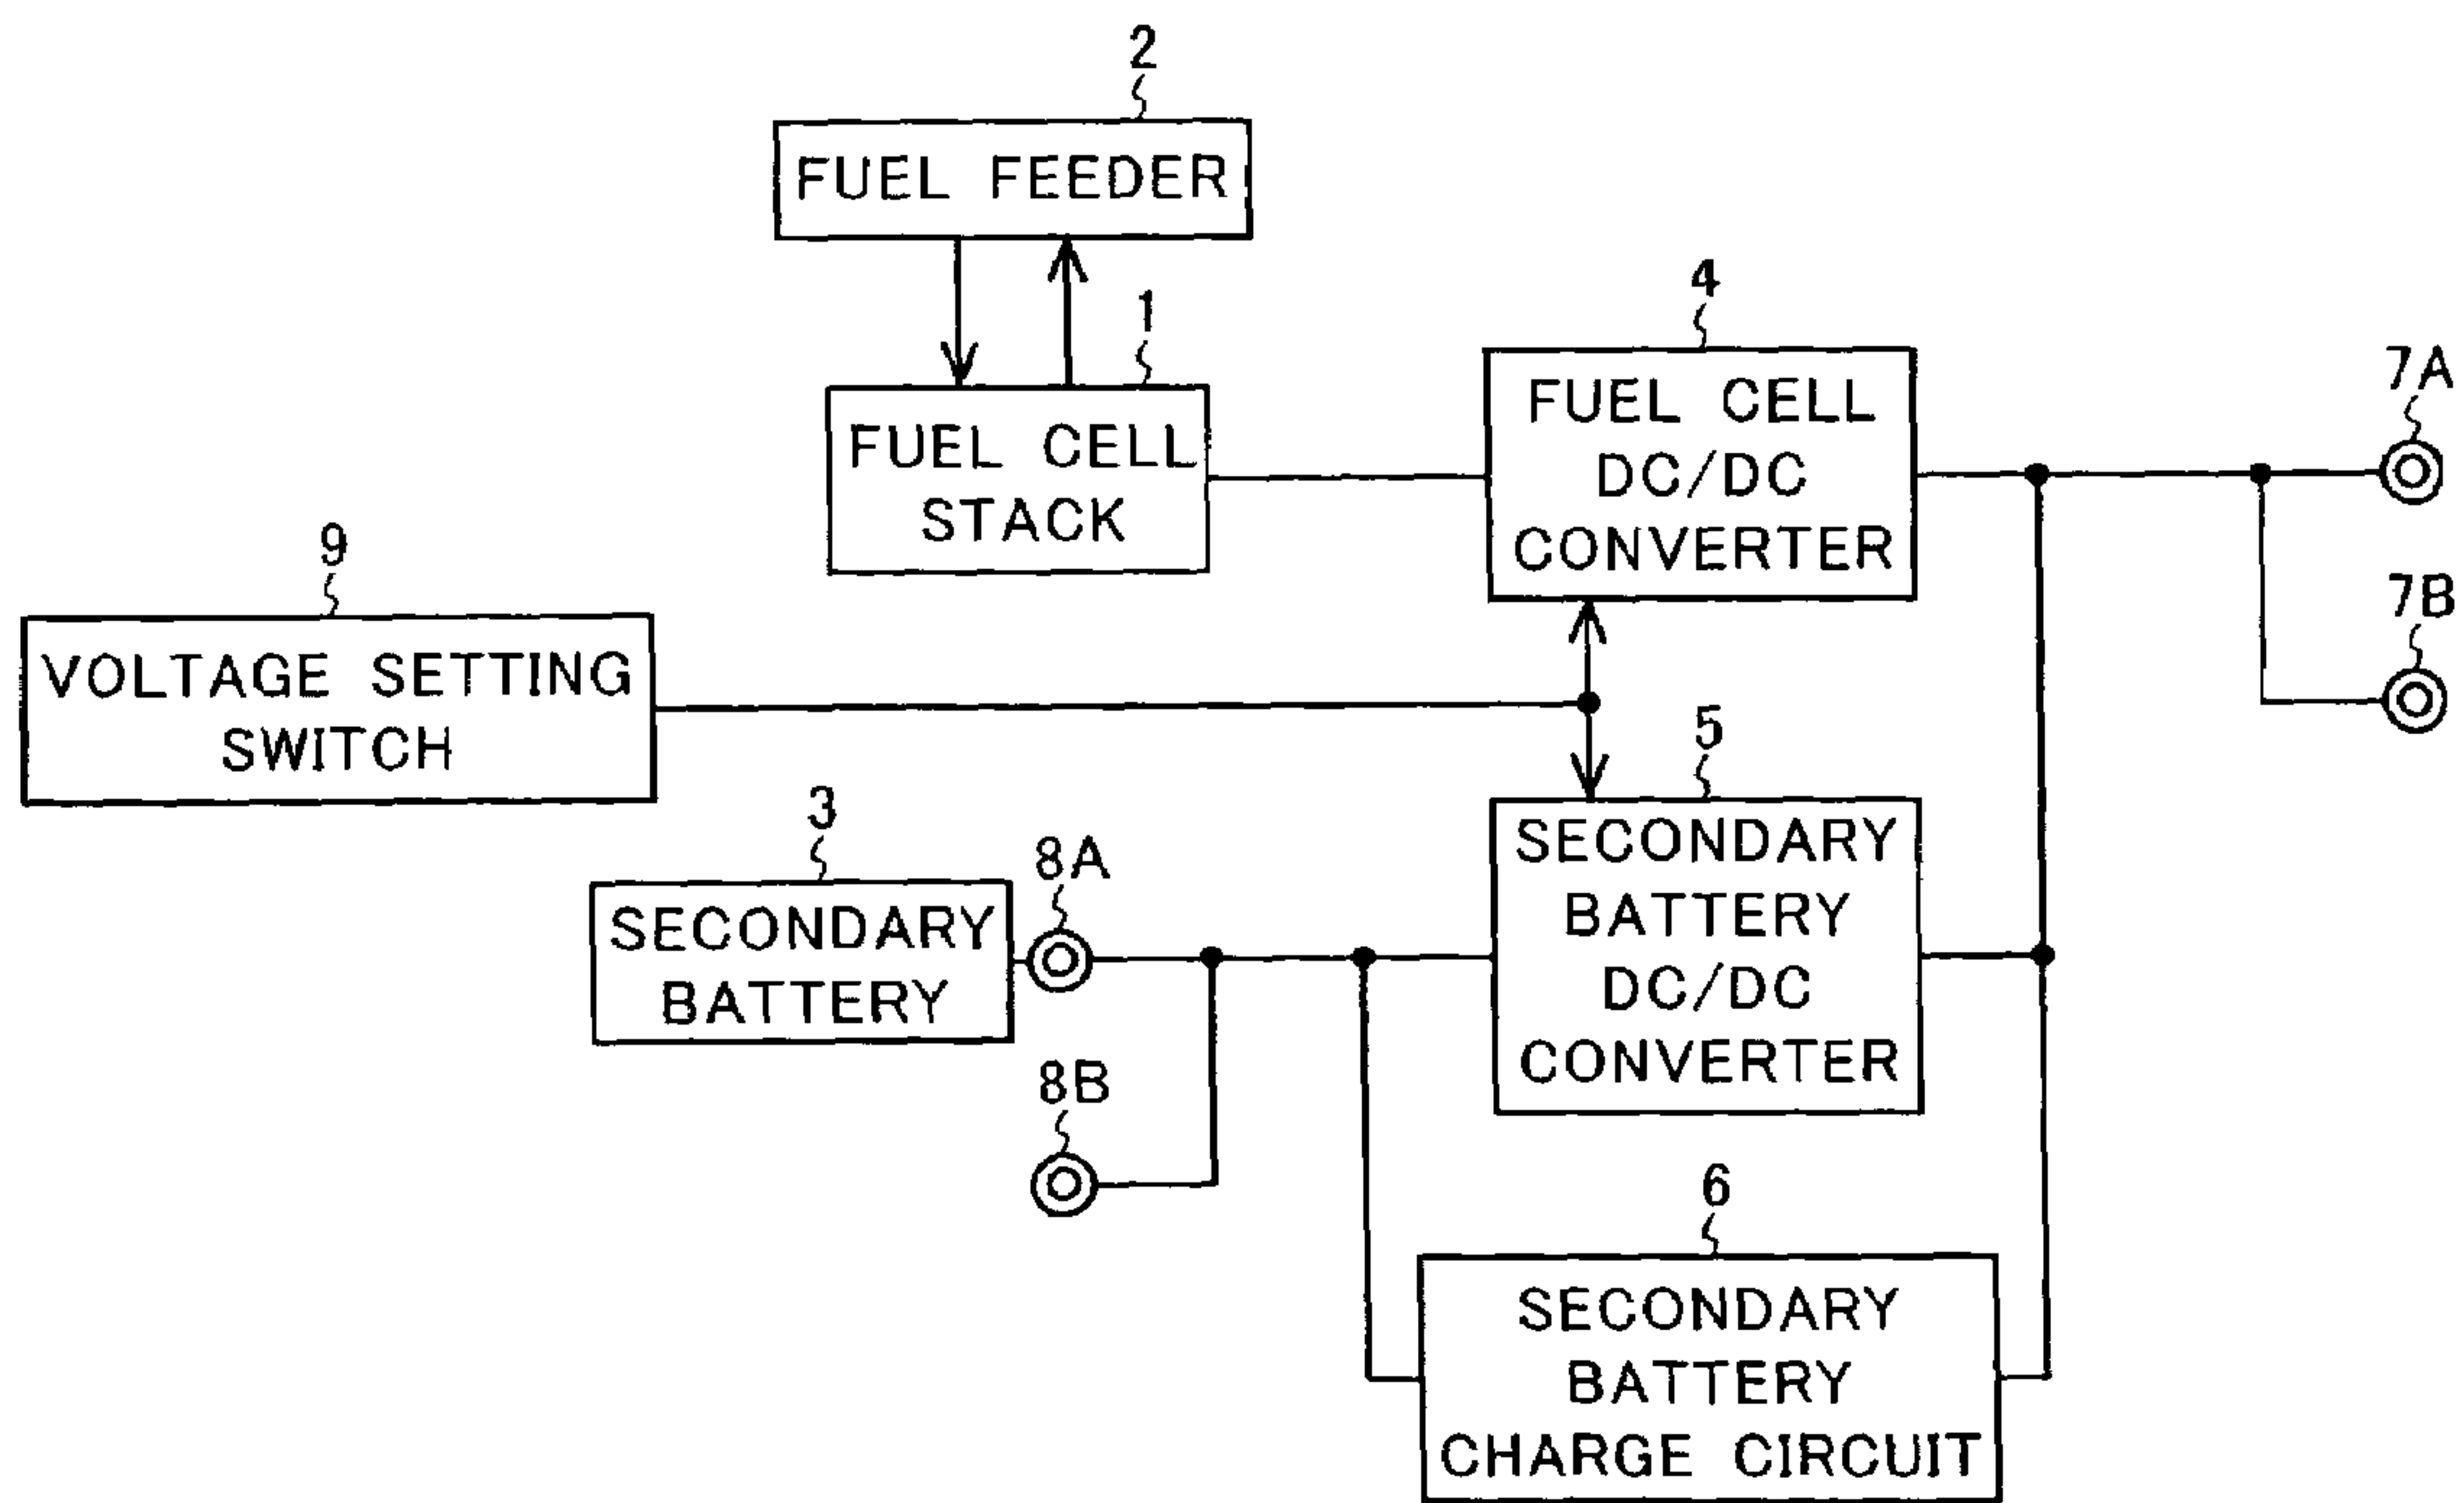 2
FUEL FEEDER
1
FUEL CELL
STACK
4
FUEL CELL
DC/DC
CONVERTER
7A
7B
9
VOLTAGE SETTING
SWITCH
5
SECONDARY
BATTERY
DC/DC
CONVERTER
3
SECONDARY
BATTERY
8A
8B
6
SECONDARY
BATTERY
CHARGE CIRCUIT